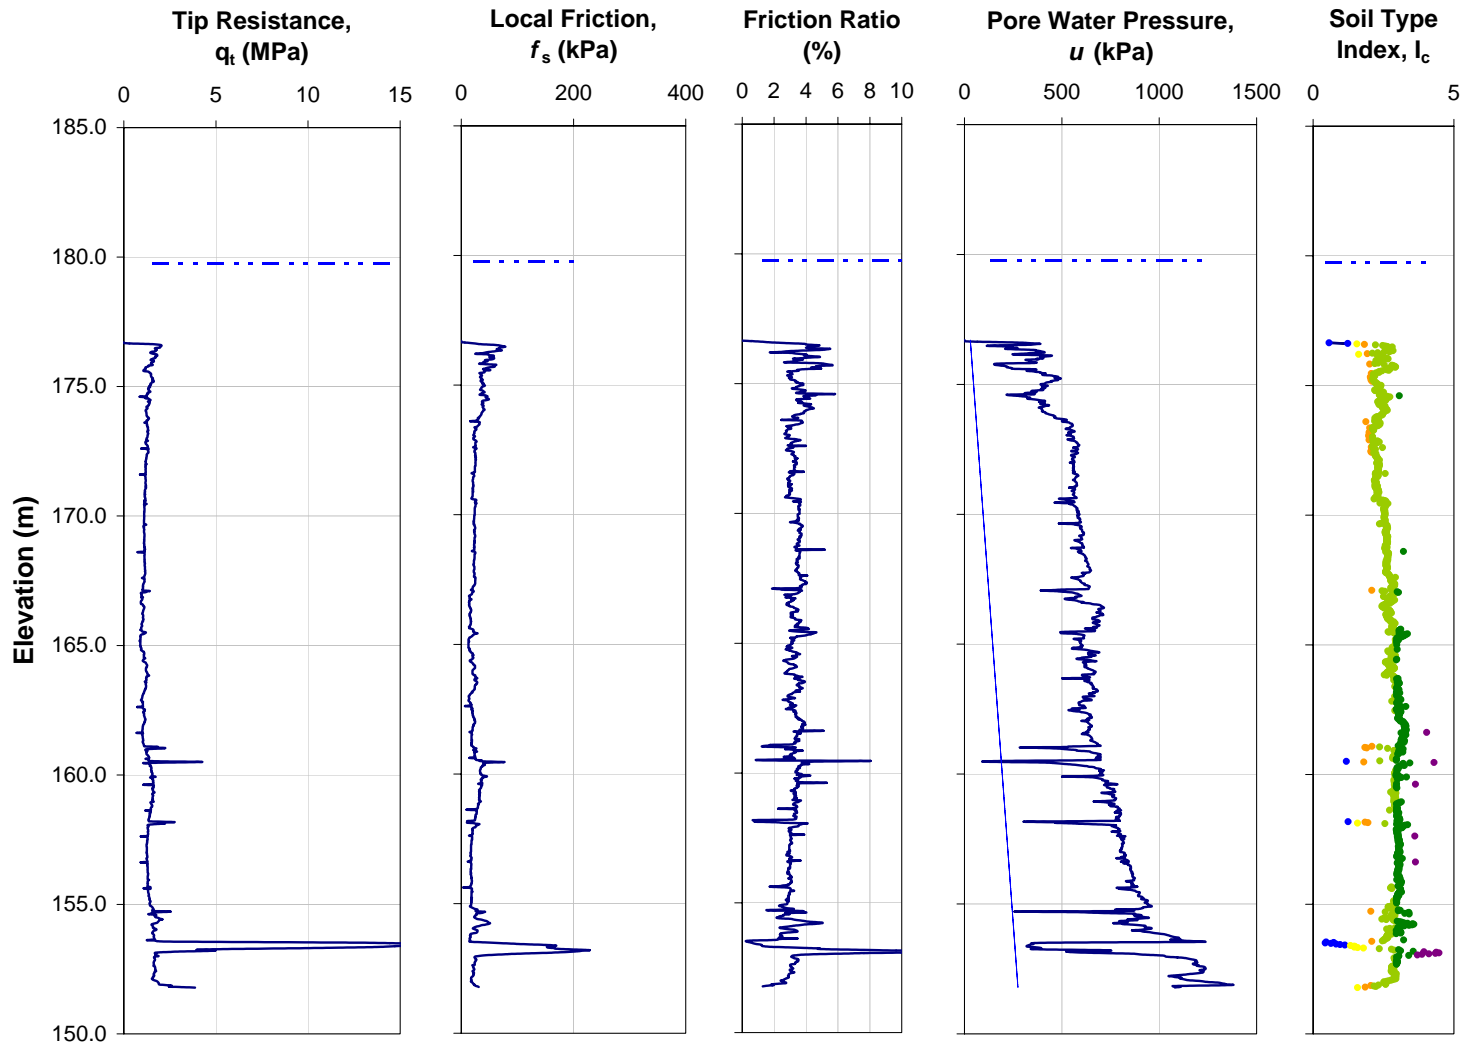 Tip Resistance,
qt (MPa)
Local Friction,
fs (kPa)
Friction Ratio
(%)
Pore Water Pressure,
u (kPa)
Soil Type
Index, Ic
0 5 10 15
0 200 400
0 2 4 6 8 10
0 500 1000 1500
0 5
185.0
180.0
175.0
170.0
165.0
160.0
155.0
150.0
Elevation (m)